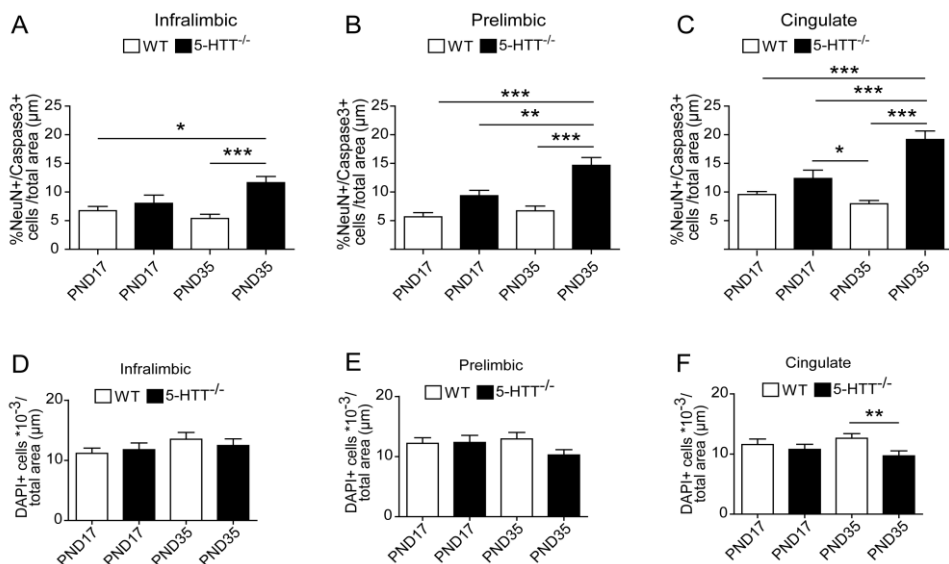 A
Infralimbic
WT 5-HTT-/-
%NeuN+/Caspase3+
cells /total area (µm)
25
20
15
10
5
*
***
PND17
PND17
PND35
PND35
B
Prelimbic
WT 5-HTT-/-
%NeuN+/Caspase3+
cells /total area (µm)
25
20
15
10
5
***
**
***
PND17
PND17
PND35
PND35
C
Cingulate
WT 5-HTT-/-
%NeuN+/Caspase3+
cells /total area (µm)
25
20
15
10
5
***
***
***
*
PND17
PND17
PND35
PND35
D
Infralimbic
WT 5-HTT-/-
DAPI+ cells *10-3/
total area (µm)
20
10
0
PND17
PND17
PND35
PND35
E
Prelimbic
WT 5-HTT-/-
DAPI+ cells *10-3/
total area (µm)
20
10
0
PND17
PND17
PND35
PND35
F
Cingulate
WT 5-HTT-/-
DAPI+ cells *10-3/
total area (µm)
20
10
0
**
PND17
PND17
PND35
PND35